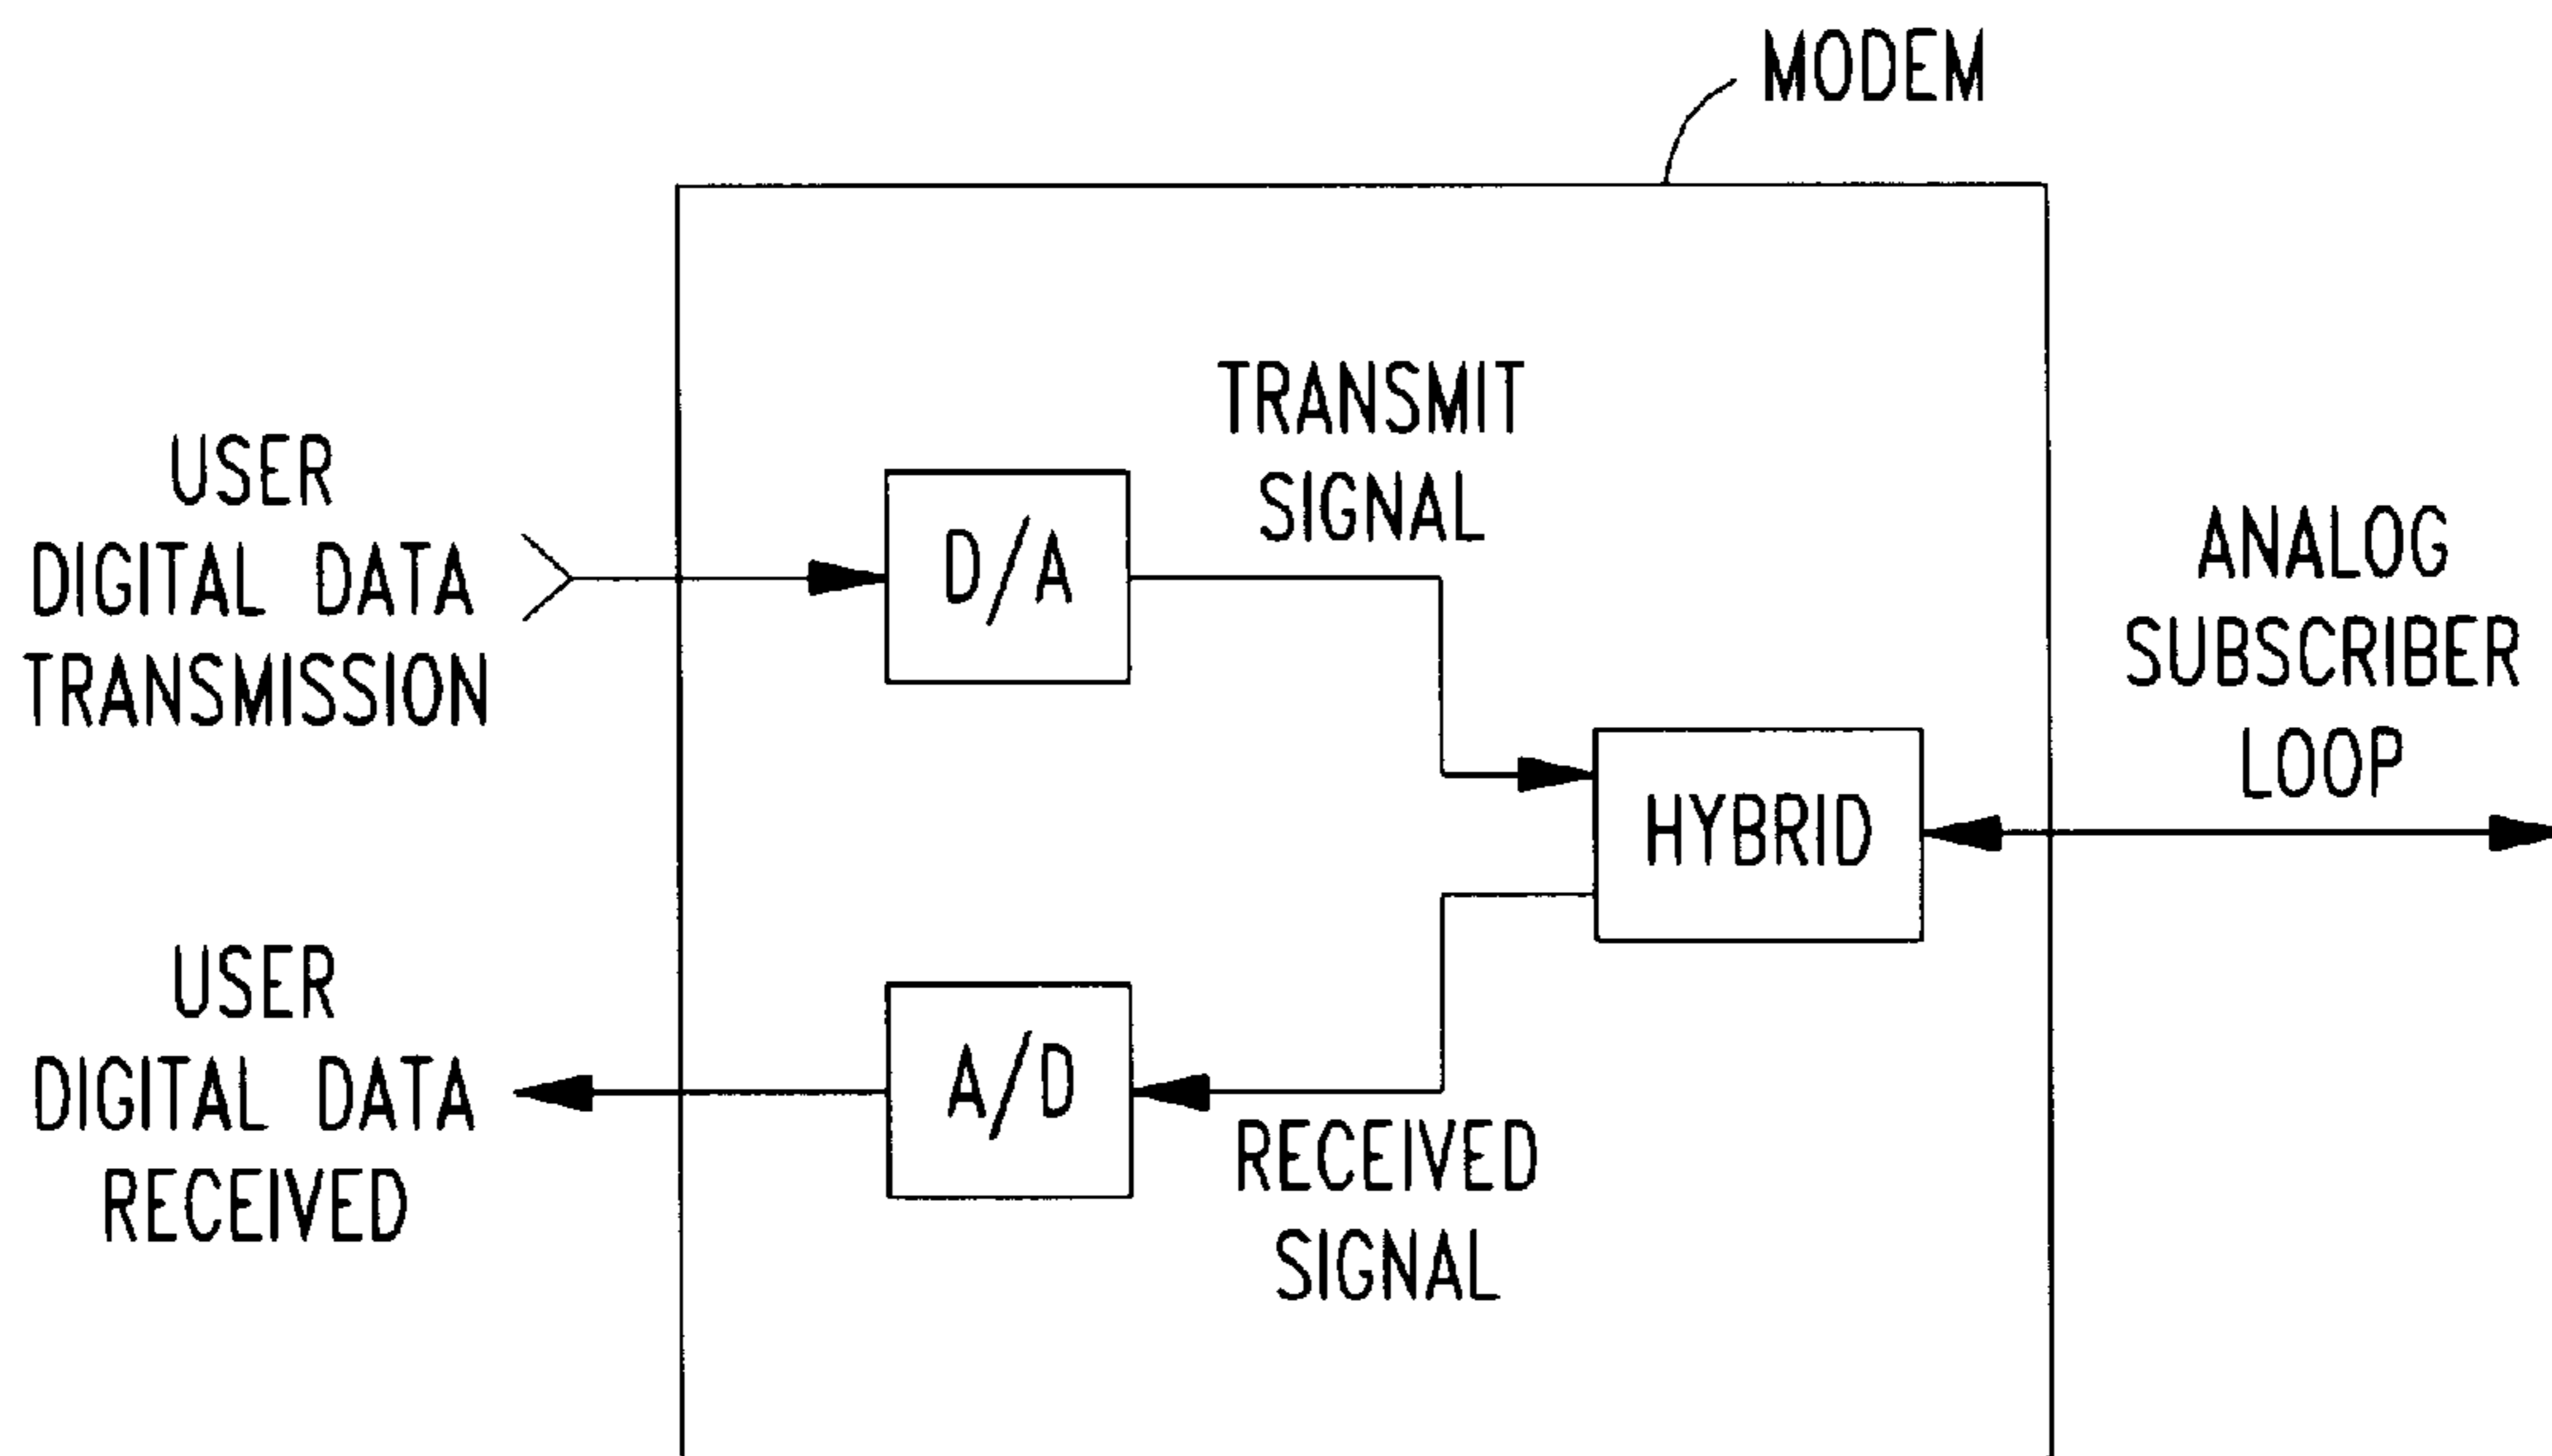 MODEM
TRANSMIT
SIGNAL
USER
DIGITAL DATA
TRANSMISSION
D/A
ANALOG
SUBSCRIBER
LOOP
HYBRID
USER
DIGITAL DATA
RECEIVED
A/D
RECEIVED
SIGNAL